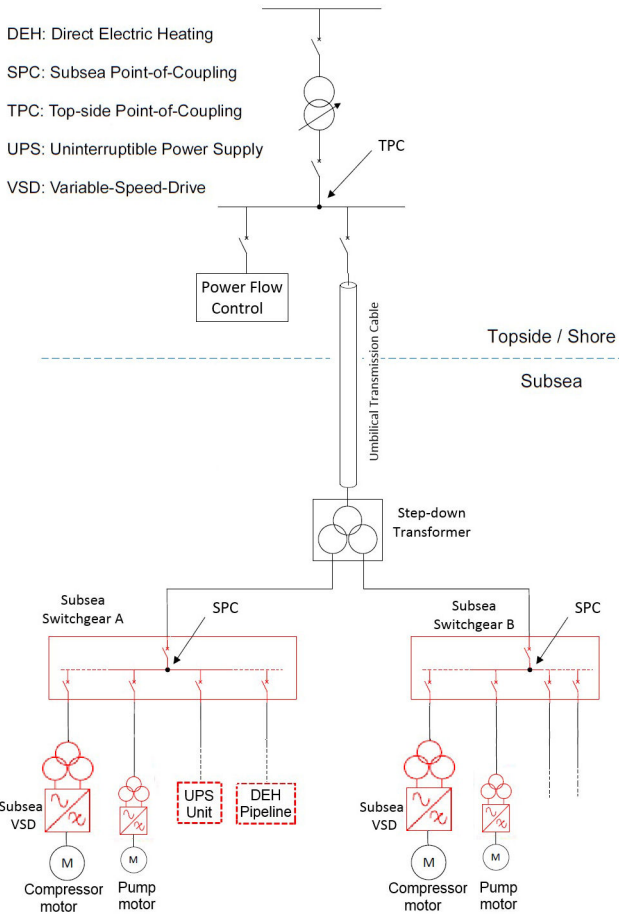 DEH: Direct Electric Heating
SPC: Subsea Point-of-Coupling
TPC: Top-side Point-of-Coupling
UPS: Uninterruptible Power Supply
VSD: Variable-Speed-Drive
TPC
Power Flow
Control
Umbilical Transmission Cable
Topside / Shore
Subsea
Step-down
Transformer
Subsea
Switchgear A
SPC
Subsea
Switchgear B
SPC
Subsea
VSD
UPS
Unit
DEH
Pipeline
Subsea
VSD
M
M
M
M
Compressor
motor
Pump
motor
Compressor
motor
Pump
motor